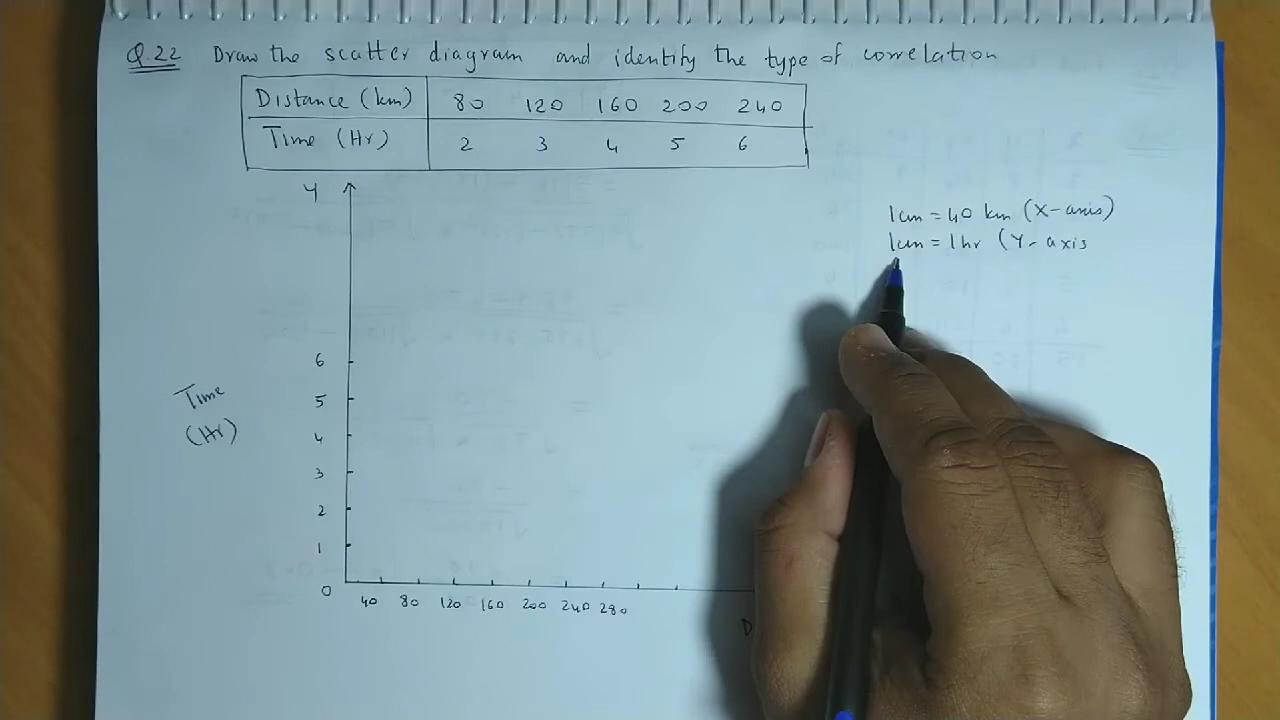 Q.22 Draw the scatter diagram and identify the type of correlation
Distance (km) 80 120 160 200 240
Time (Hr) 2 3 4 5 6
Y
1cm = 40 km (X-axis)
1cm = 1hr (Y-axis
6
Time
5
(Hr)
4
3
2
1
0
40 80 120 160 200 240 280
D